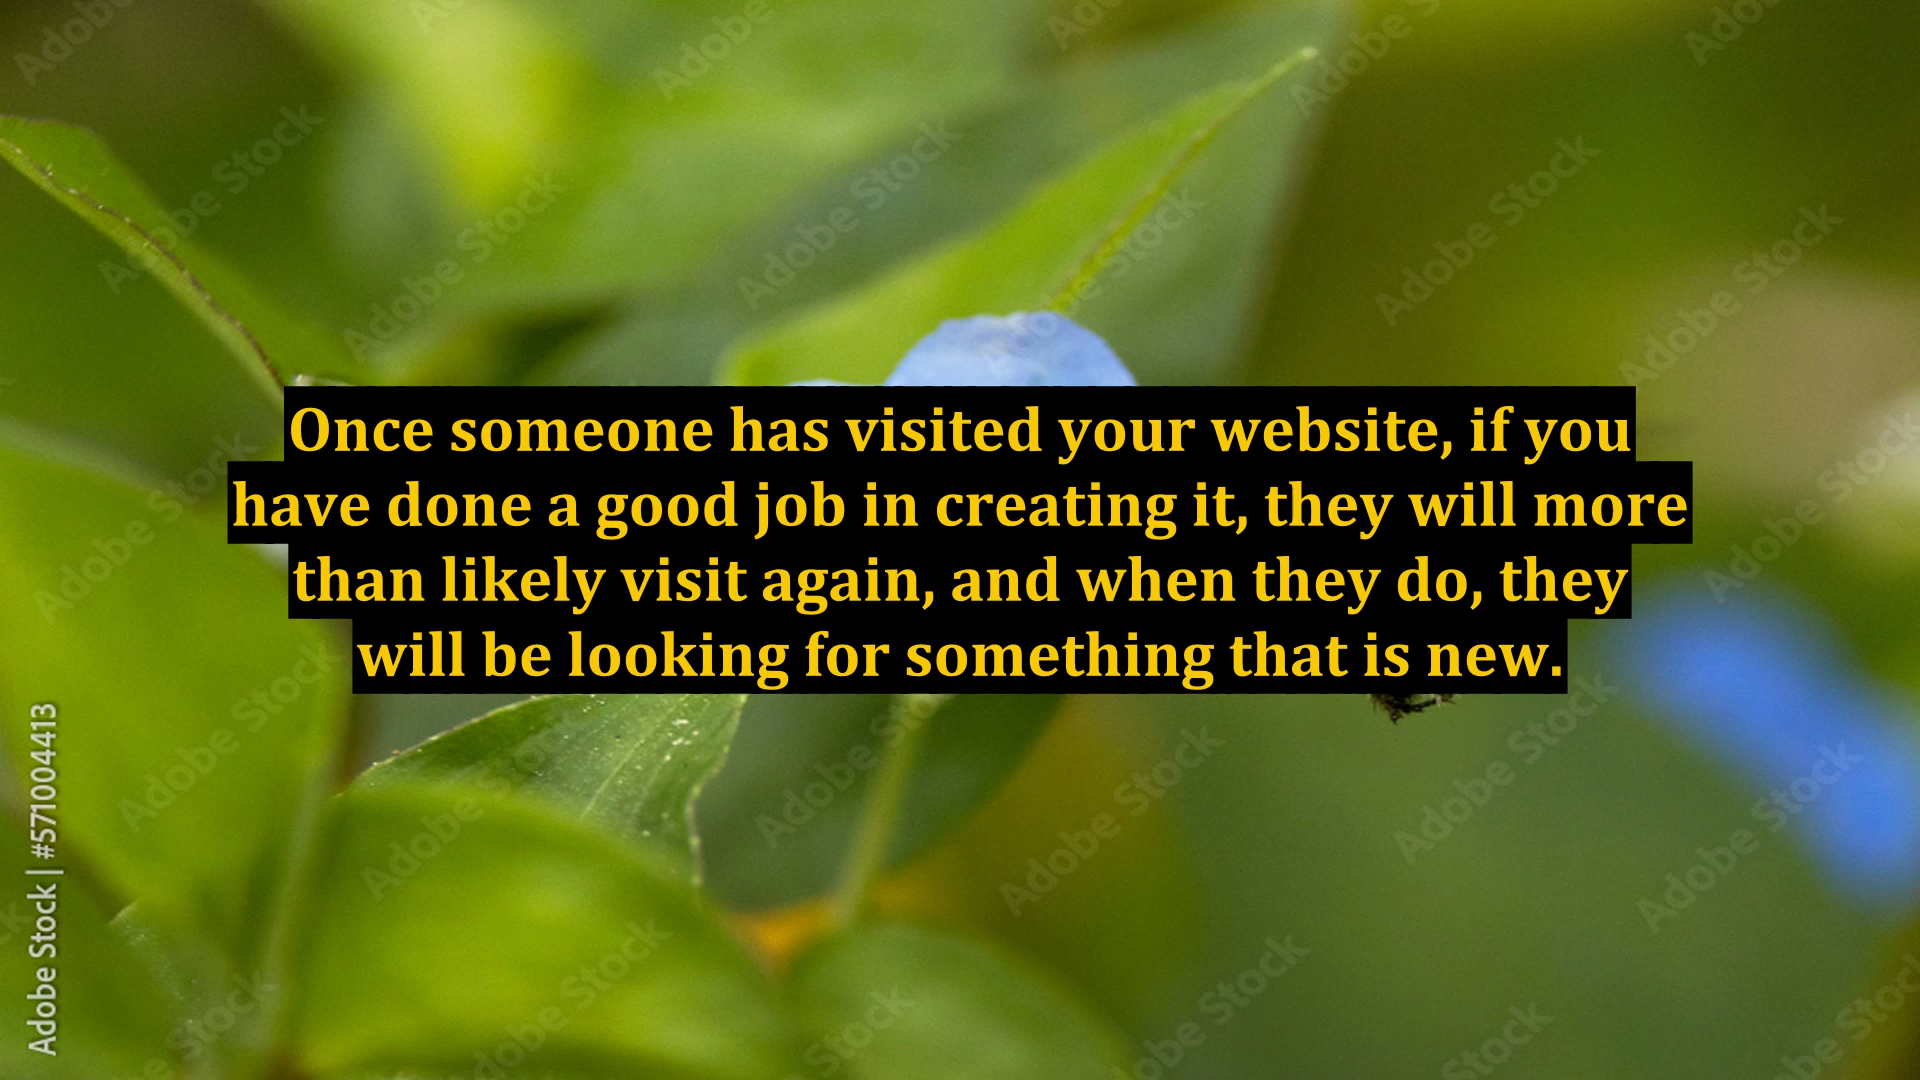 Once someone has visited your website, if you
have done a good job in creating it, they will more
than likely visit again, and when they do, they
will be looking for something that is new.
Adobe Stock | #571004413
Adobe Stock